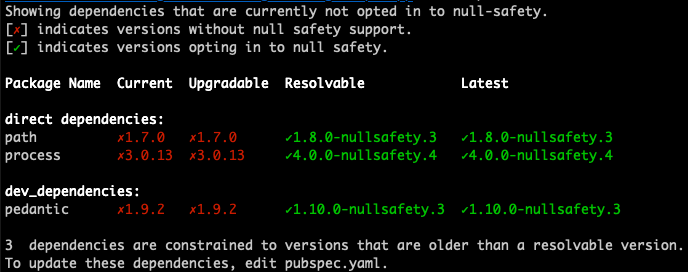 Showing dependencies that are currently not opted in to null-safety.
[✗] indicates versions without null safety support.
[✓] indicates versions opting in to null safety.
Package Name  Current  Upgradable  Resolvable            Latest
direct dependencies:
path          ✗1.7.0   ✗1.7.0      ✓1.8.0-nullsafety.3   ✓1.8.0-nullsafety.3
process       ✗3.0.13  ✗3.0.13     ✓4.0.0-nullsafety.4   ✓4.0.0-nullsafety.4
dev_dependencies:
pedantic      ✗1.9.2   ✗1.9.2      ✓1.10.0-nullsafety.3  ✓1.10.0-nullsafety.3
3  dependencies are constrained to versions that are older than a resolvable version.
To update these dependencies, edit pubspec.yaml.